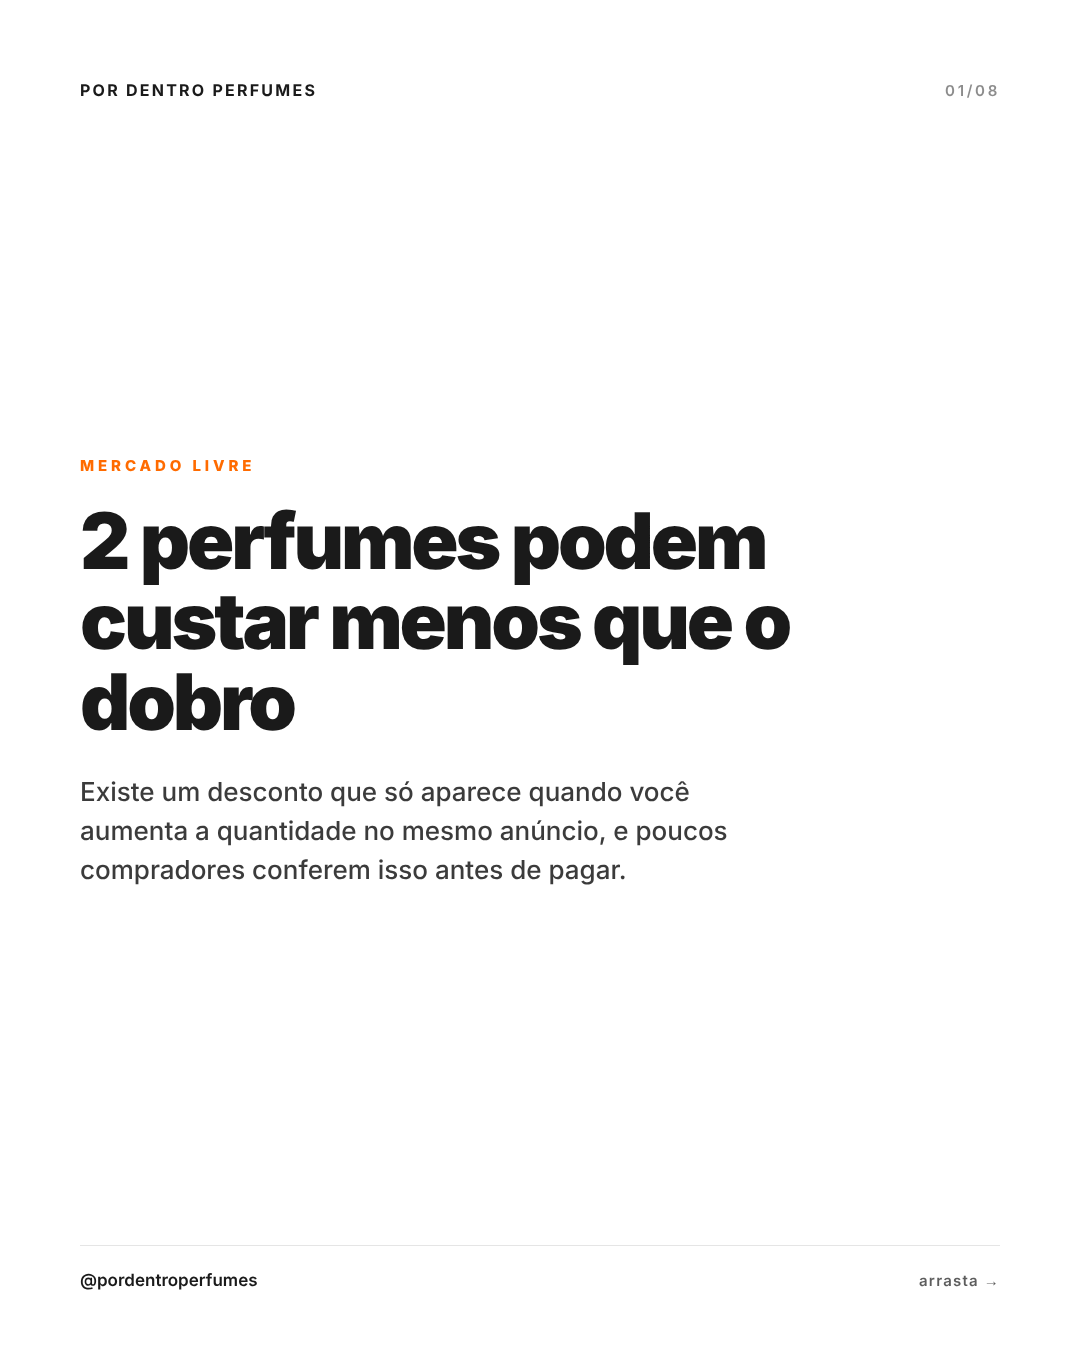 POR DENTRO PERFUMES
01/08
MERCADO LIVRE
2 perfumes podem
custar menos que o
dobro
Existe um desconto que só aparece quando você
aumenta a quantidade no mesmo anúncio, e poucos
compradores conferem isso antes de pagar.
@pordentroperfumes
arrasta →